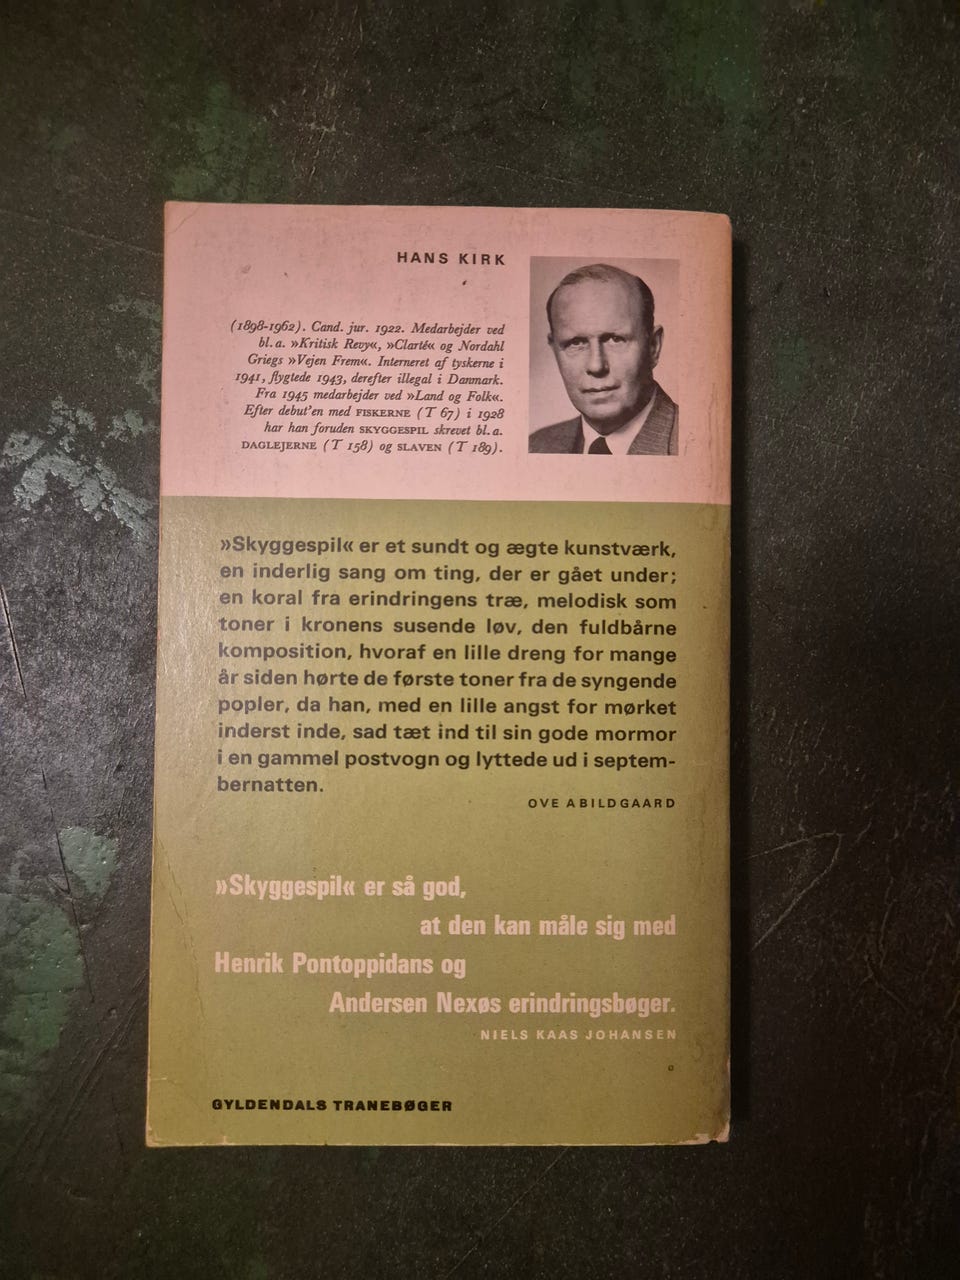 HANS KIRK
(1898-1962). Cand. jur. 1922. Medarbejder ved
bl. a. »Kritisk Revy«, »Clarté« og Nordahl
Griegs »Vejen Frem«. Interneret af tyskerne i
1941, flygtede 1943, derefter illegal i Danmark.
Fra 1945 medarbejder ved »Land og Folk«.
Efter debut'en med FISKERNE (T 67) i 1928
har han foruden SKYGGESPIL skrevet bl. a.
DAGLEJERNE (T 158) og SLAVEN (T 189).
»Skyggespil« er et sundt og ægte kunstværk,
en inderlig sang om ting, der er gået under;
en koral fra erindringens træ, melodisk som
toner i kronens susende løv, den fuldbårne
komposition, hvoraf en lille dreng for mange
år siden hørte de første toner fra de syngende
popler, da han, med en lille angst for mørket
inderst inde, sad tæt ind til sin gode mormor
i en gammel postvogn og lyttede ud i septem-
bernatten.
OVE ABILDGAARD
»Skyggespil« er så god,
at den kan måle sig med
Henrik Pontoppidans og
Andersen Nexøs erindringsbøger.
NIELS KAAS JOHANSEN
GYLDENDALS TRANEBØGER